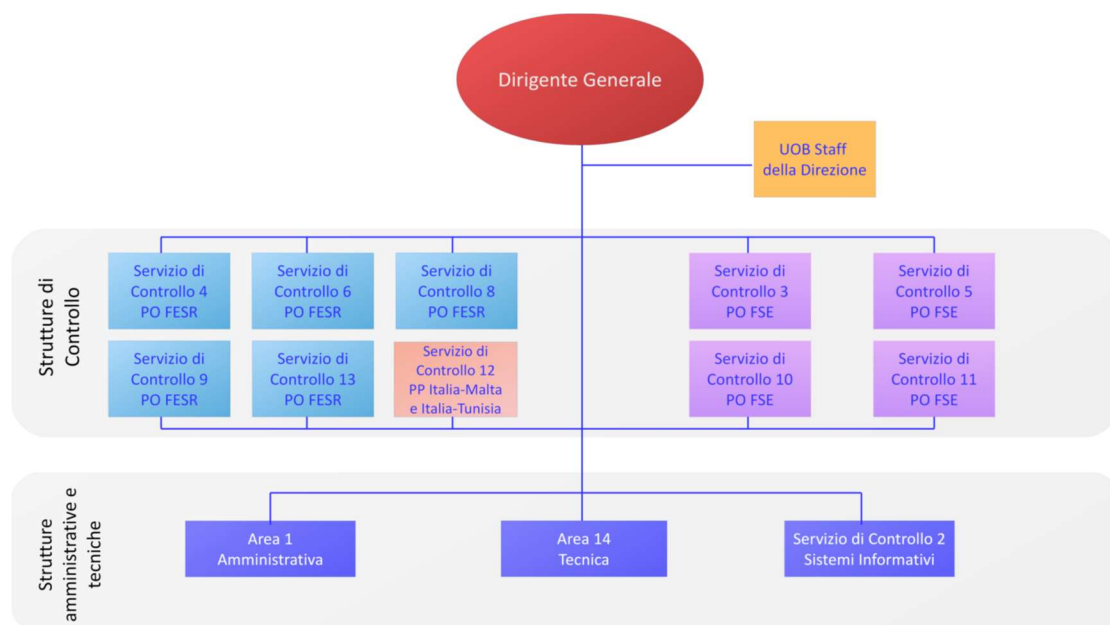 Dirigente Generale
UOB Staff
della Direzione
Strutture di
Controllo
Servizio di
Controllo 4
PO FESR
Servizio di
Controllo 6
PO FESR
Servizio di
Controllo 8
PO FESR
Servizio di
Controllo 3
PO FSE
Servizio di
Controllo 5
PO FSE
Servizio di
Controllo 9
PO FESR
Servizio di
Controllo 13
PO FESR
Servizio di
Controllo 12
PP Italia-Malta
e Italia-Tunisia
Servizio di
Controllo 10
PO FSE
Servizio di
Controllo 11
PO FSE
Strutture
amministrative e
tecniche
Area 1
Amministrativa
Area 14
Tecnica
Servizio di Controllo 2
Sistemi Informativi